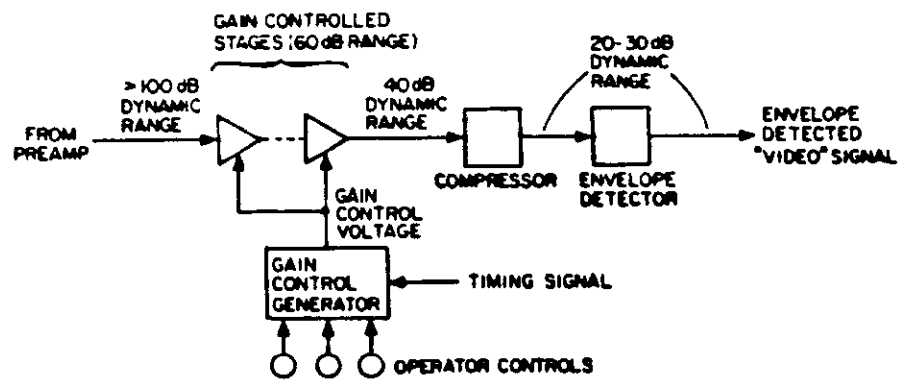 GAIN CONTROLLED
STAGES (60 dB RANGE)
>100 dB
DYNAMIC
RANGE
40 dB
DYNAMIC
RANGE
20-30 dB
DYNAMIC
RANGE
FROM
PREAMP
ENVELOPE
DETECTED
"VIDEO" SIGNAL
COMPRESSOR
ENVELOPE
DETECTOR
GAIN
CONTROL
VOLTAGE
GAIN
CONTROL
GENERATOR
TIMING SIGNAL
OPERATOR CONTROLS